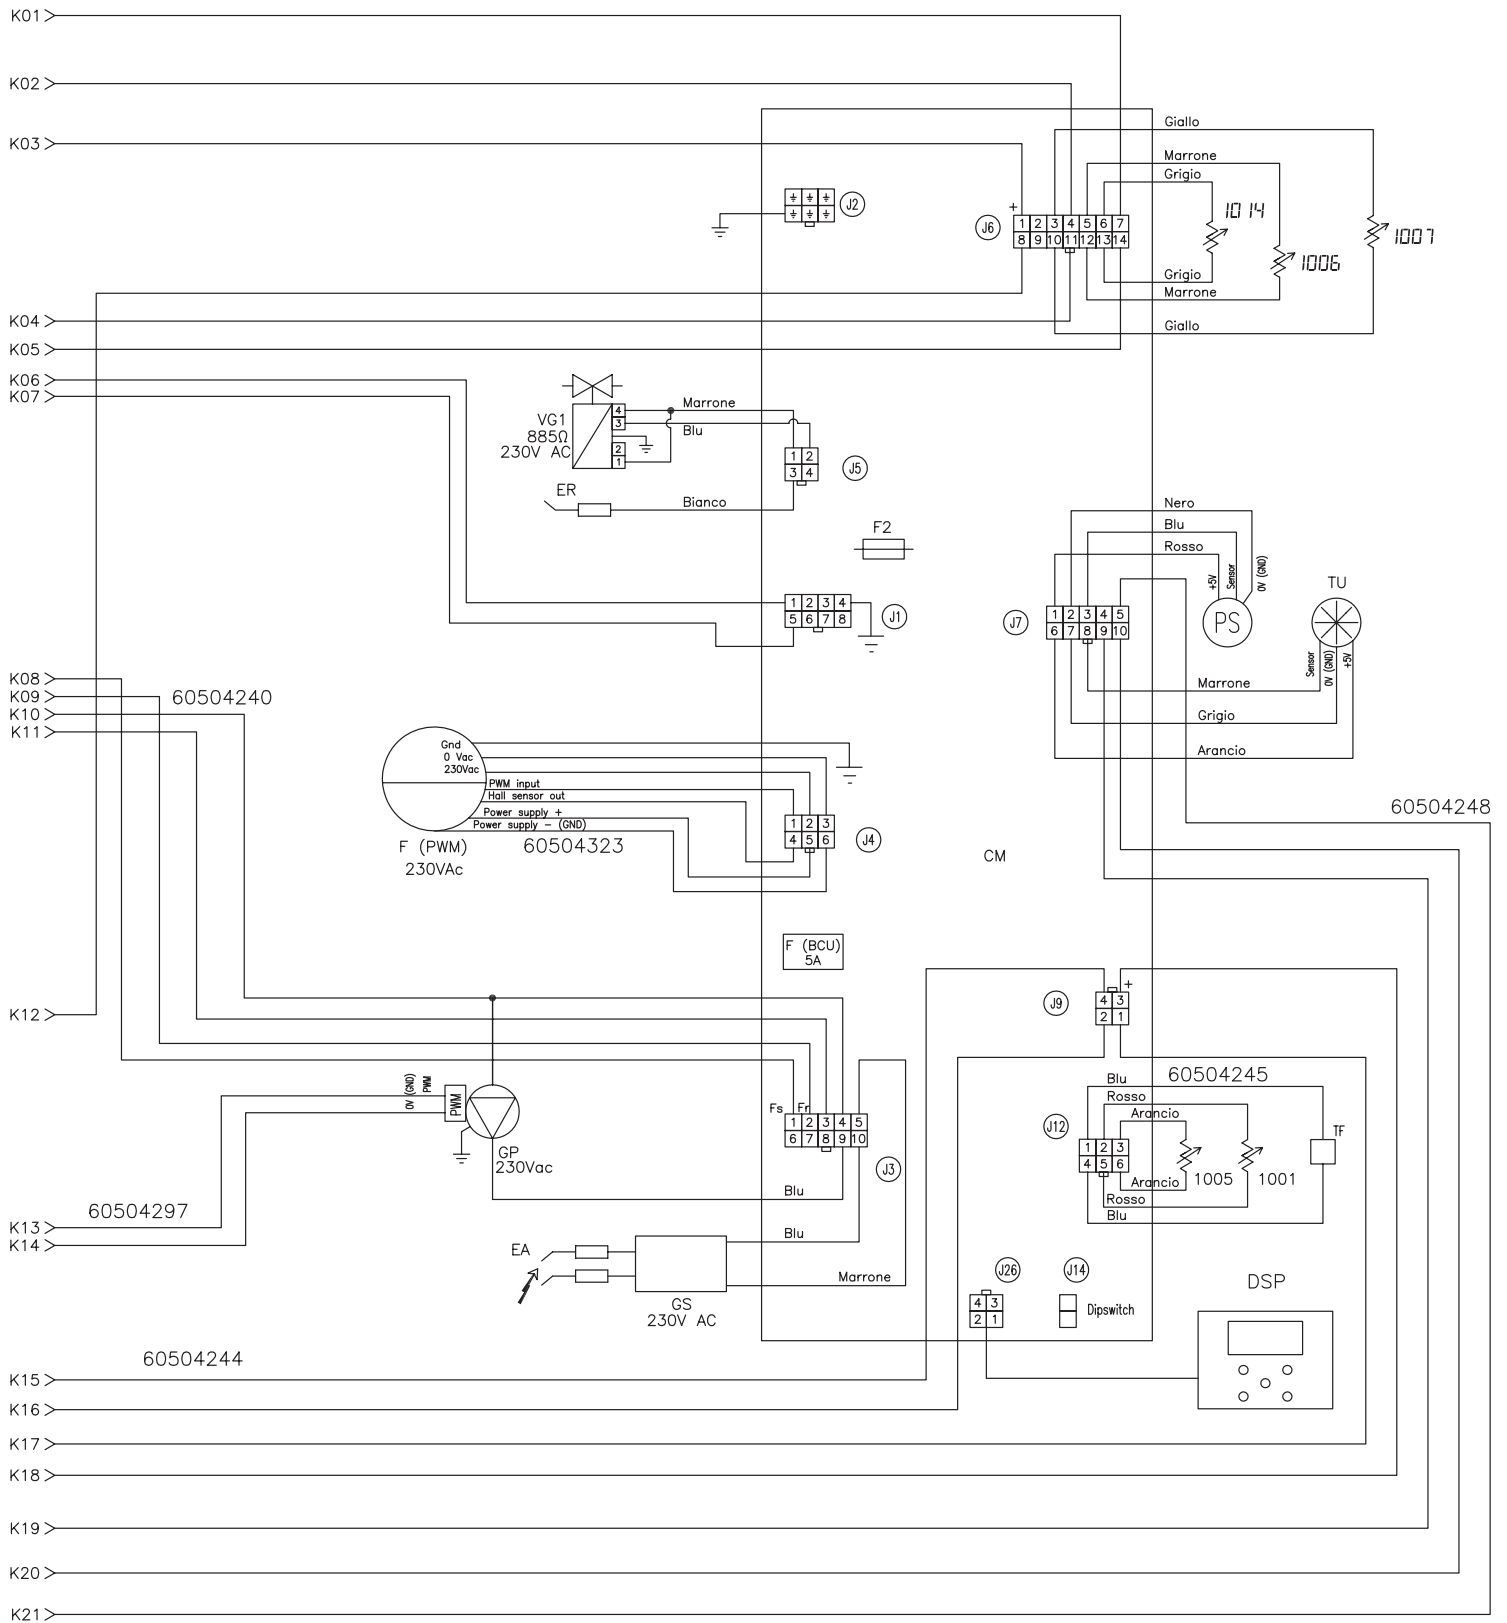 K01
K02
K03
Giallo
Marrone
Grigio
1014
J2
J6
+
1 2 3 4 5 6 7
8 9 10 11 12 13 14
1007
1006
Grigio
Marrone
Giallo
K04
K05
K06
K07
VG1
885Ω
230V AC
4
3
2
1
Marrone
Blu
1 2
3 4
J5
ER
Bianco
F2
Nero
Blu
Rosso
+5V
Sensor
0V (GND)
PS
TU
1 2 3 4
5 6 7 8
J1
J7
1 2 3 4 5
6 7 8 9 10
Sensor
0V (GND)
+5V
Marrone
Grigio
Arancio
K08
K09
K10
K11
60504240
Gnd
0 Vac
230Vac
PWM input
Hall sensor out
Power supply +
Power supply - (GND)
F (PWM)
230VAc
60504323
1 2 3
4 5 6
J4
CM
60504248
F (BCU)
5A
K12
J9
+
4 3
2 1
0V (GND)
PWM
PWM
GP
230Vac
Fs Fr
1 2 3 4 5
6 7 8 9 10
J3
Blu
60504245
Blu
Rosso
Arancio
J12
1 2 3
4 5 6
1005
1001
TF
Arancio
Rosso
Blu
60504297
K13
K14
EA
GS
230V AC
Blu
Marrone
J26
4 3
2 1
J14
Dipswitch
DSP
60504244
K15
K16
K17
K18
K19
K20
K21